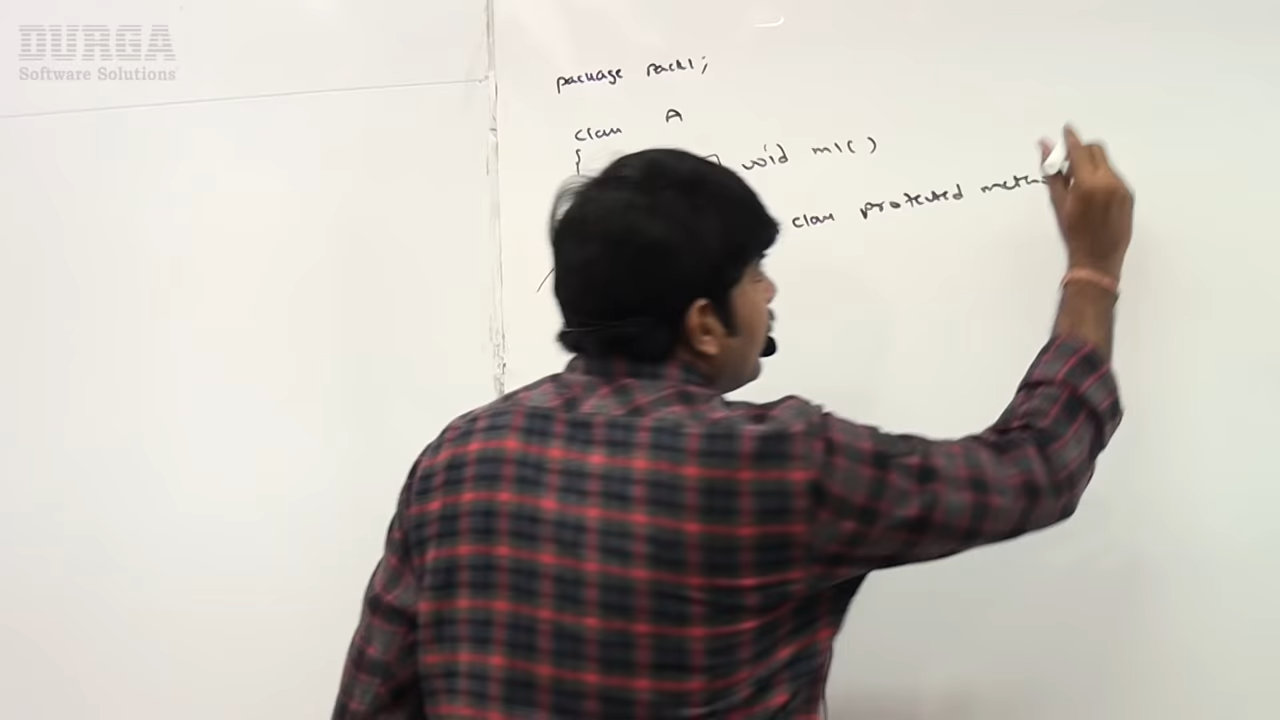 DURGA
Software Solutions
package pack1;
class A
{
void m1( )
class protected meth